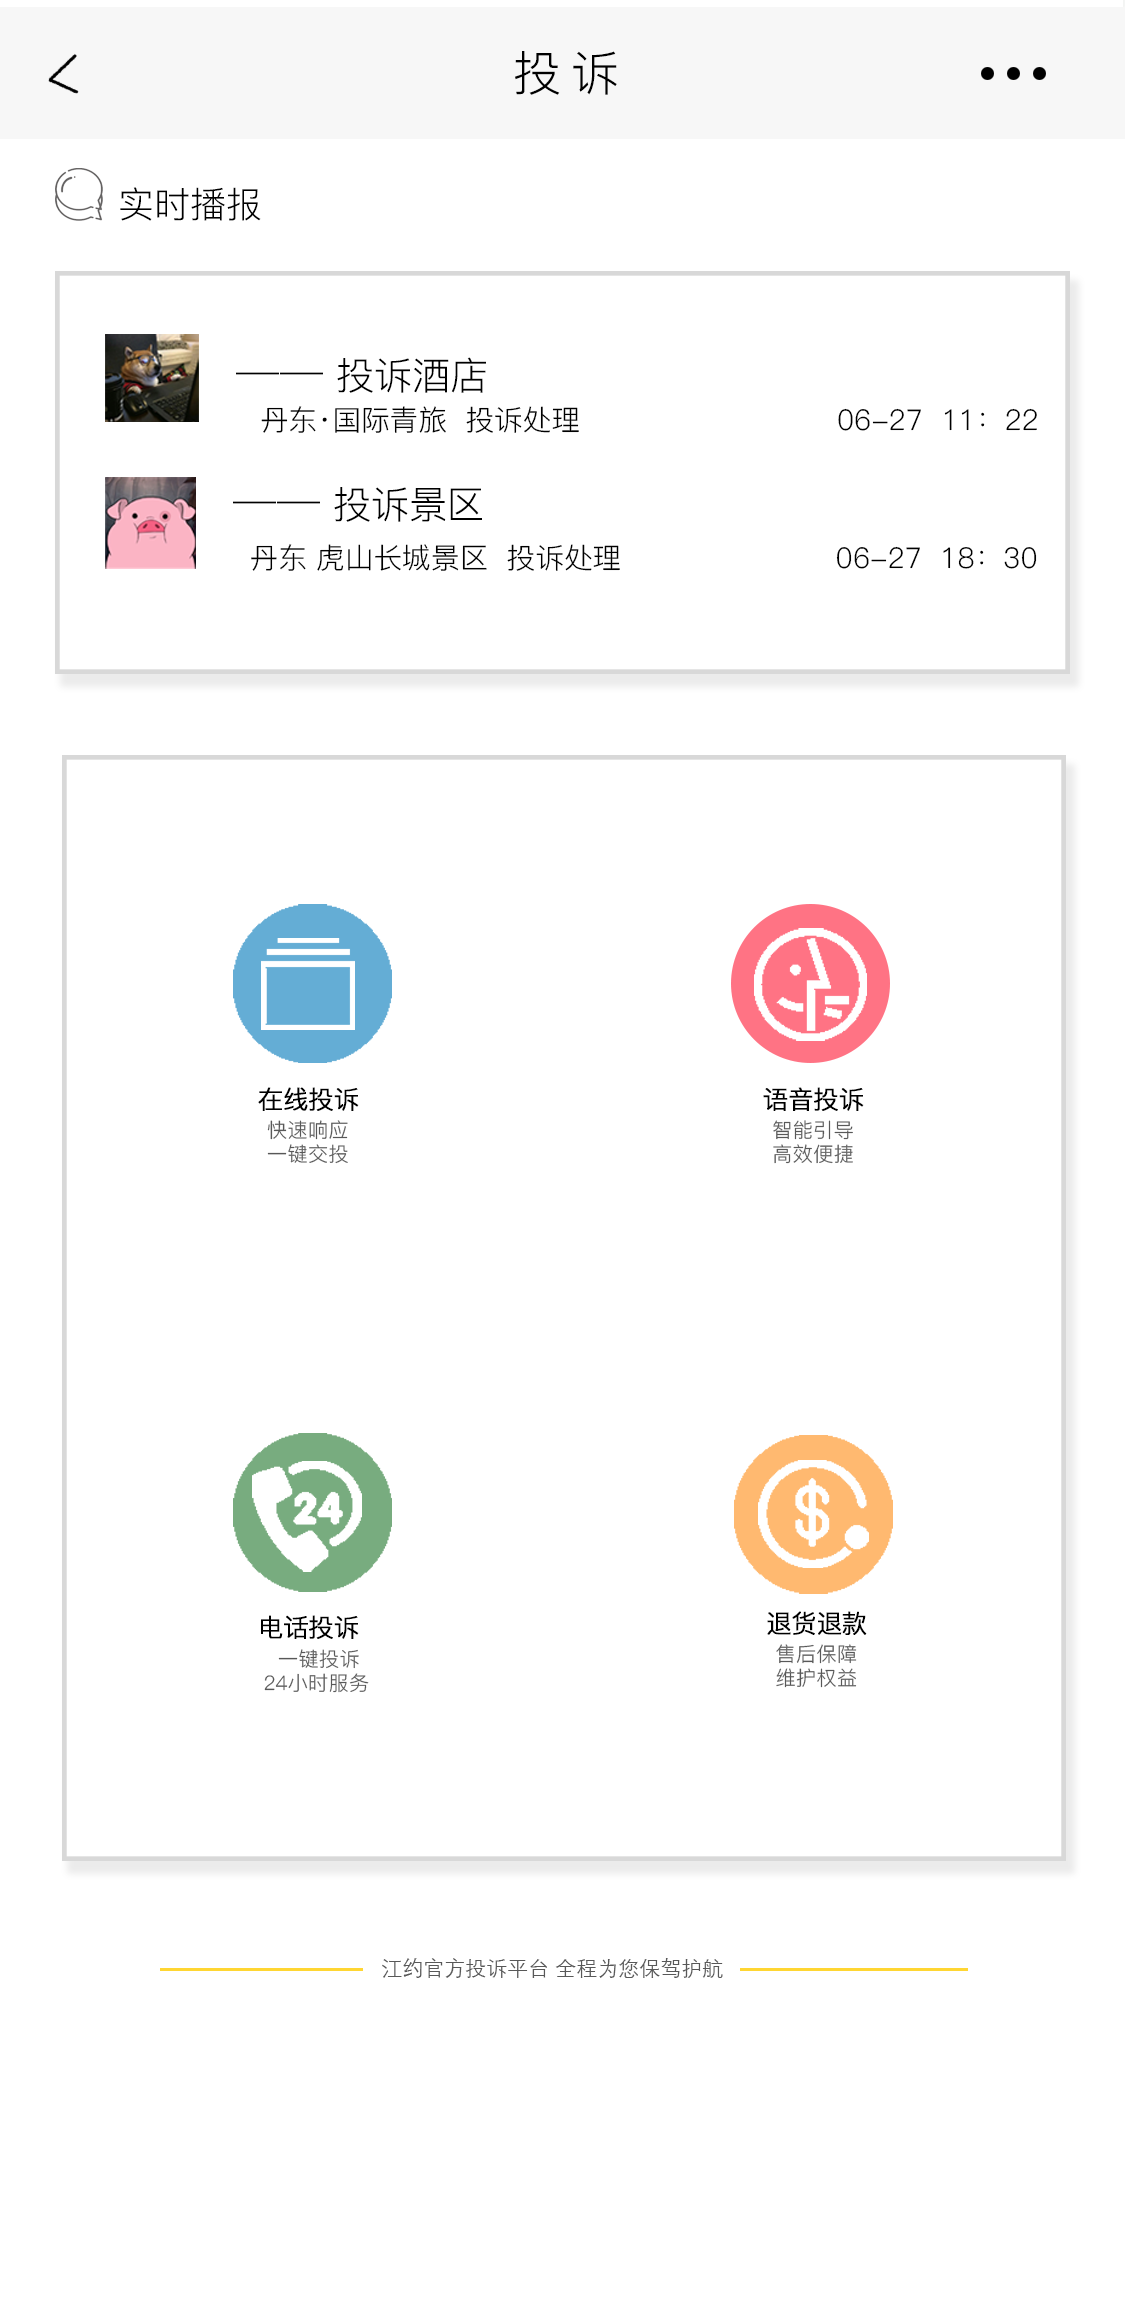 投诉
实时播报
—— 投诉酒店
丹东·国际青旅 投诉处理 06-27 11：22
—— 投诉景区
丹东 虎山长城景区 投诉处理 06-27 18：30
在线投诉
快速响应
一键交投
语音投诉
智能引导
高效便捷
24
电话投诉
一键投诉
24小时服务
$
退货退款
售后保障
维护权益
江约官方投诉平台 全程为您保驾护航